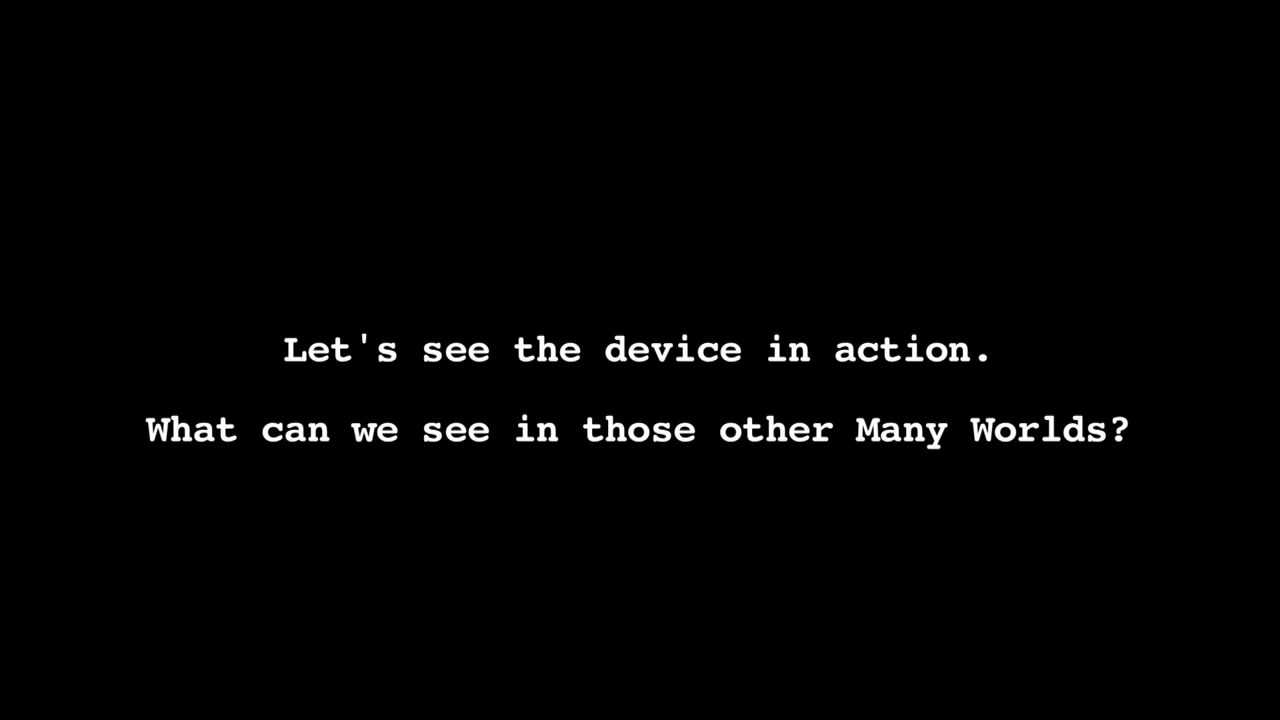 Let's see the device in action.
What can we see in those other Many Worlds?